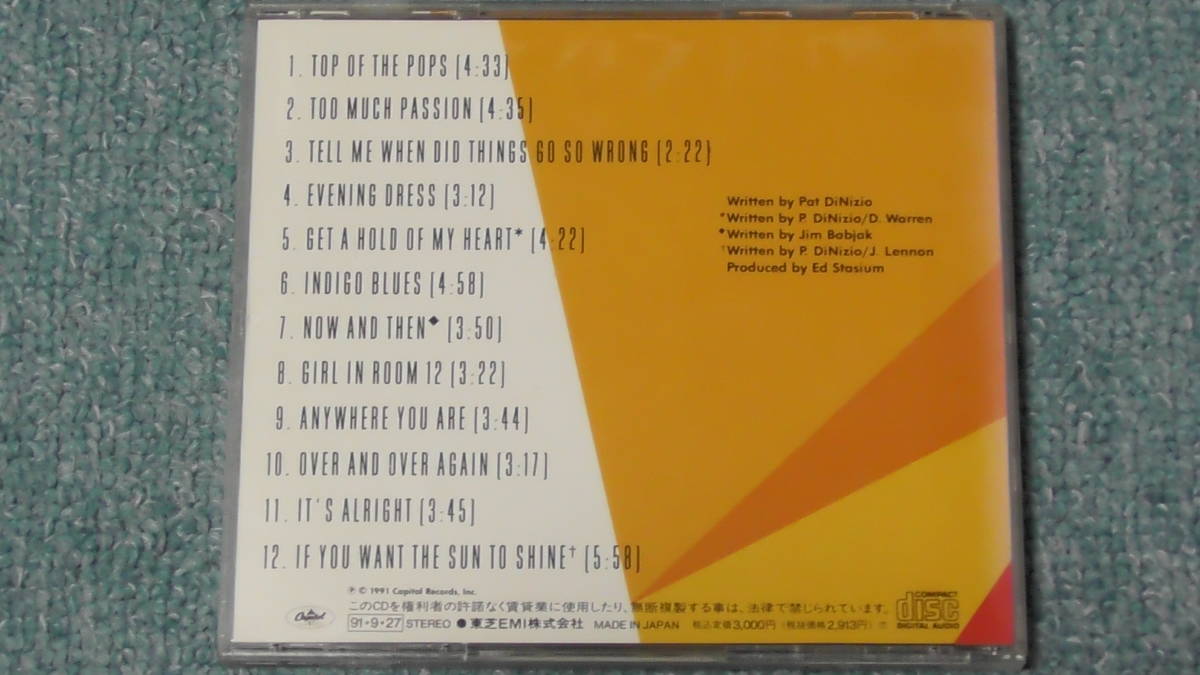 1. TOP OF THE POPS (4:33)
2. TOO MUCH PASSION (4:35)
3. TELL ME WHEN DID THINGS GO SO WRONG (2:22)
4. EVENING DRESS (3:12)
5. GET A HOLD OF MY HEART* (4:22)
6. INDIGO BLUES (4:58)
7. NOW AND THEN◆ (3:50)
8. GIRL IN ROOM 12 (3:22)
9. ANYWHERE YOU ARE (3:44)
10. OVER AND OVER AGAIN (3:17)
11. IT'S ALRIGHT (3:45)
12. IF YOU WANT THE SUN TO SHINE† (5:58)
Written by Pat DiNizio
*Written by P. DiNizio/D. Warren
◆Written by Jim Babjak
†Written by P. DiNizio/J. Lennon
Produced by Ed Stasium
℗ © 1991 Capitol Records, Inc.
このCDを権利者の許諾なく賃貸業に使用したり、無断複製する事は、法律で禁じられています。
Capitol
91・9・27 STEREO ● 東芝EMI株式会社 MADE IN JAPAN 税込定価3,000円 (税抜価格2,913円)
COMPACT
disc
DIGITAL AUDIO